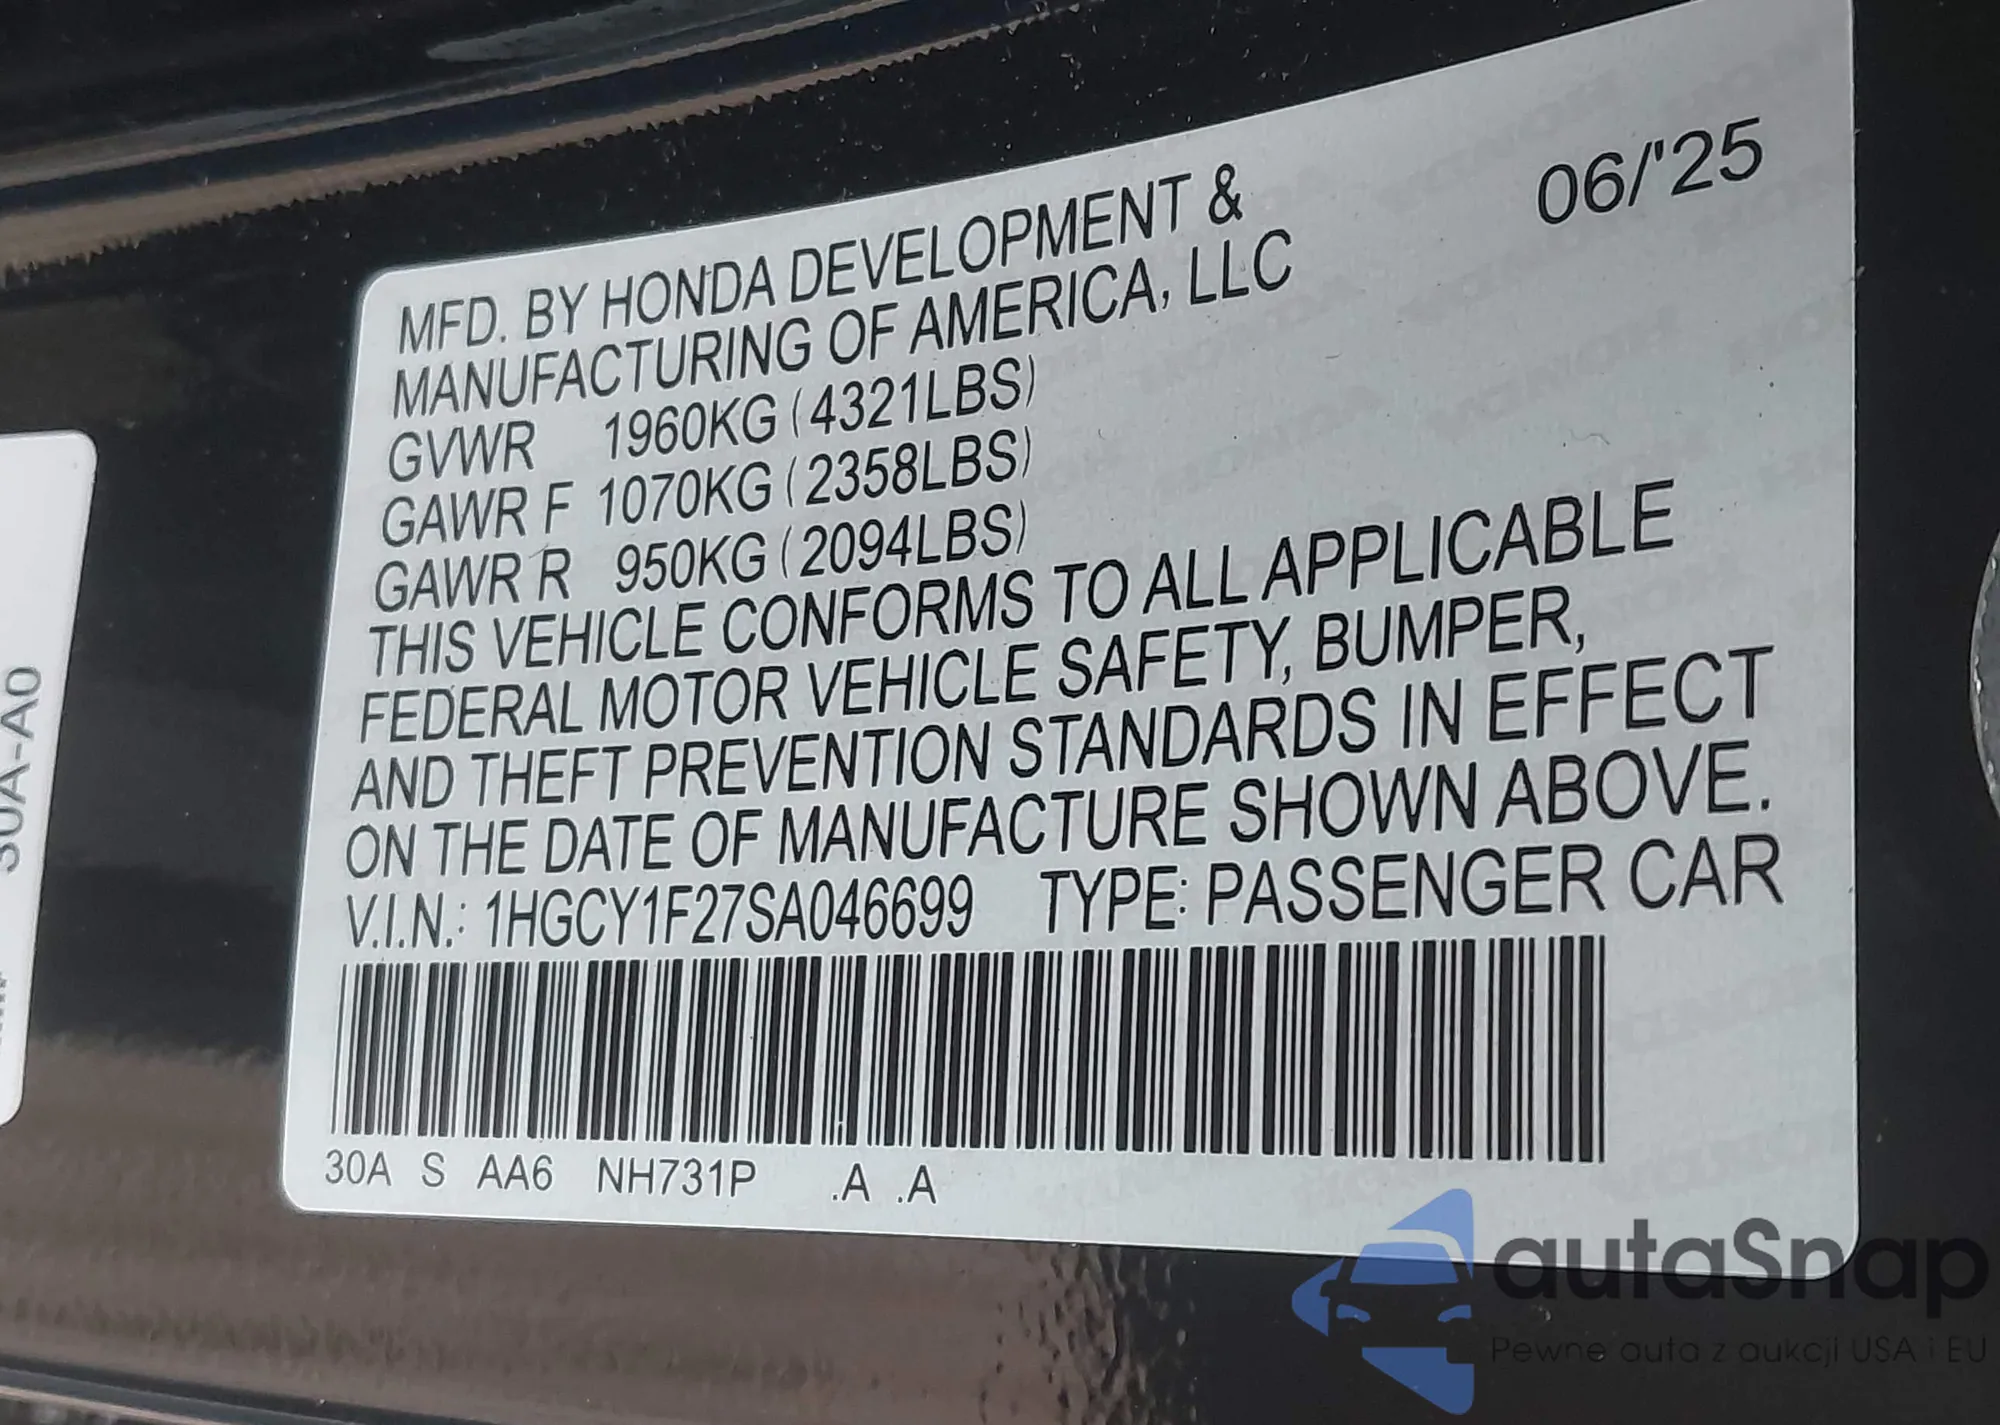 06/'25
MFD. BY HONDA DEVELOPMENT &
MANUFACTURING OF AMERICA, LLC
GVWR 1960KG (4321LBS)
GAWR F 1070KG (2358LBS)
GAWR R 950KG (2094LBS)
THIS VEHICLE CONFORMS TO ALL APPLICABLE
FEDERAL MOTOR VEHICLE SAFETY, BUMPER,
AND THEFT PREVENTION STANDARDS IN EFFECT
ON THE DATE OF MANUFACTURE SHOWN ABOVE.
V.I.N.: 1HGCY1F27SA046699 TYPE: PASSENGER CAR
30A S AA6 NH731P .A .A
30A-A0
autaSnap
Pewne auta z aukcji USA i EU